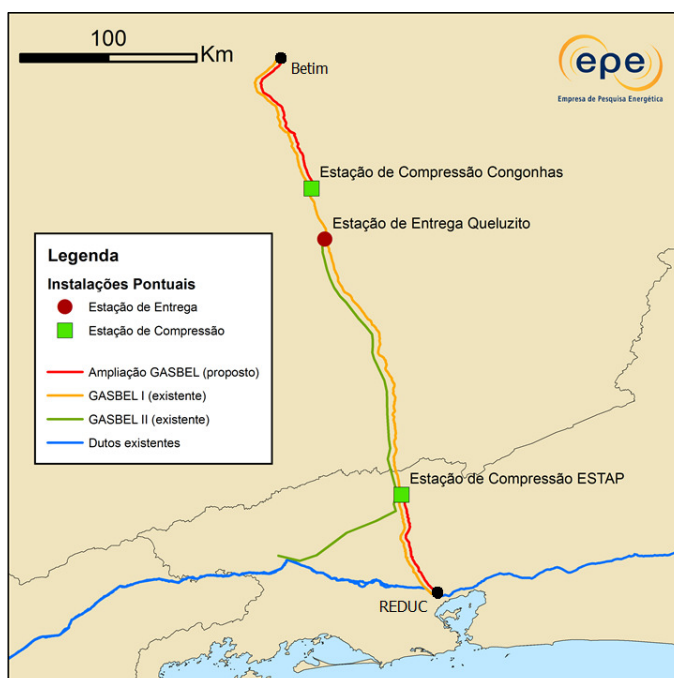 100
Km
Betim
epe
Empresa de Pesquisa Energética
Estação de Compressão Congonhas
Estação de Entrega Queluzito
Legenda
Instalações Pontuais
Estação de Entrega
Estação de Compressão
Ampliação GASBEL (proposto)
GASBEL I (existente)
GASBEL II (existente)
Dutos existentes
Estação de Compressão ESTAP
REDUC